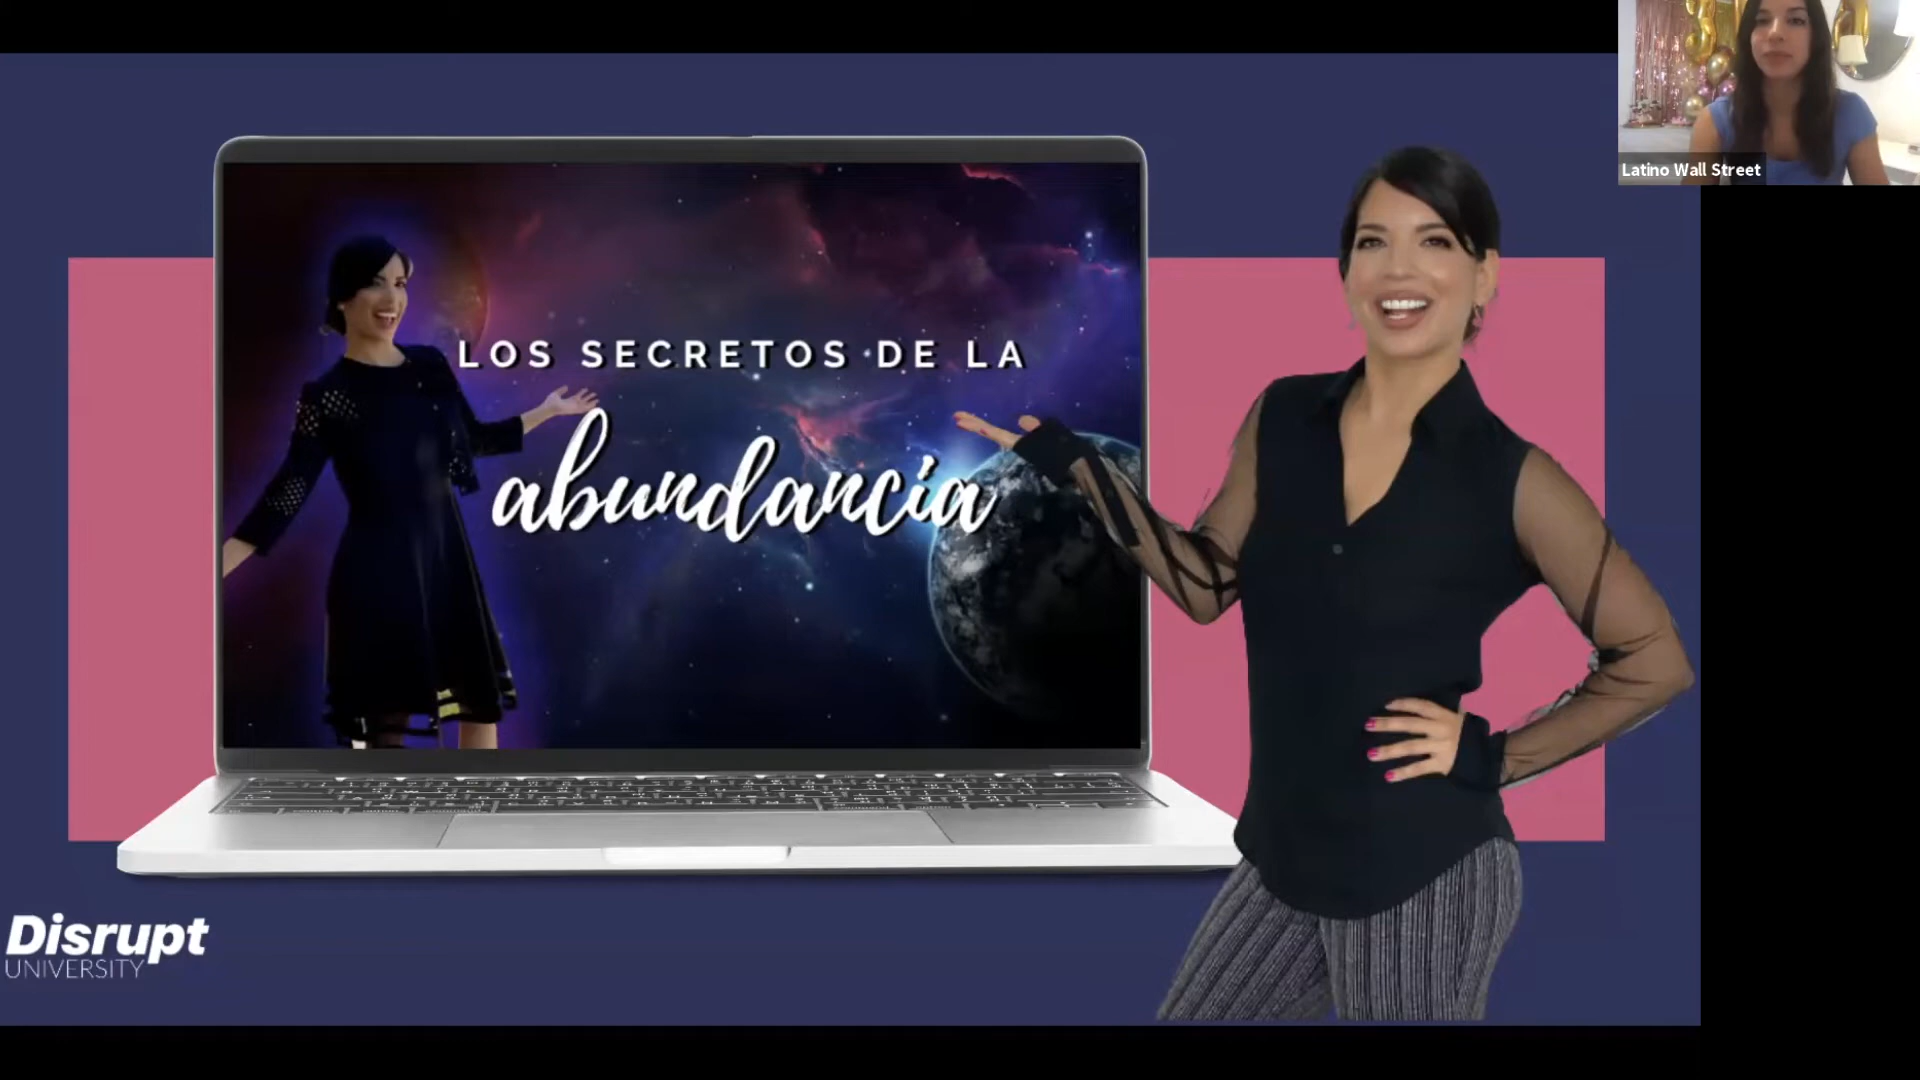 Latino Wall Street
LOS SECRETOS DE LA
abundancia
Disrupt
UNIVERSITY